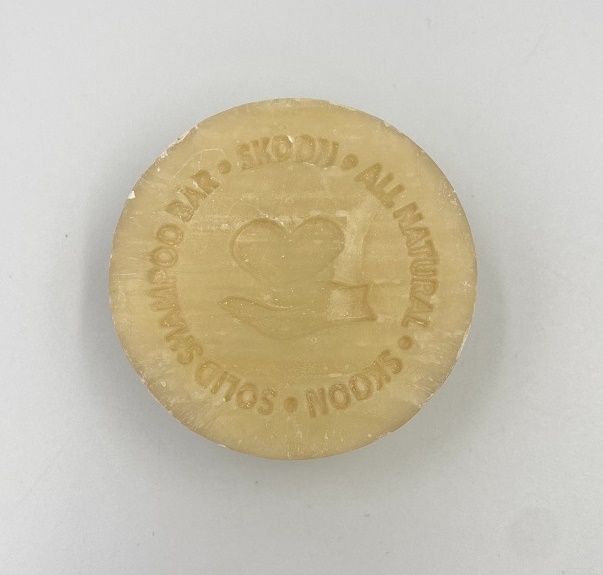 SKOON • ALL NATURAL • SKOON • SOLID SHAMPOO BAR •